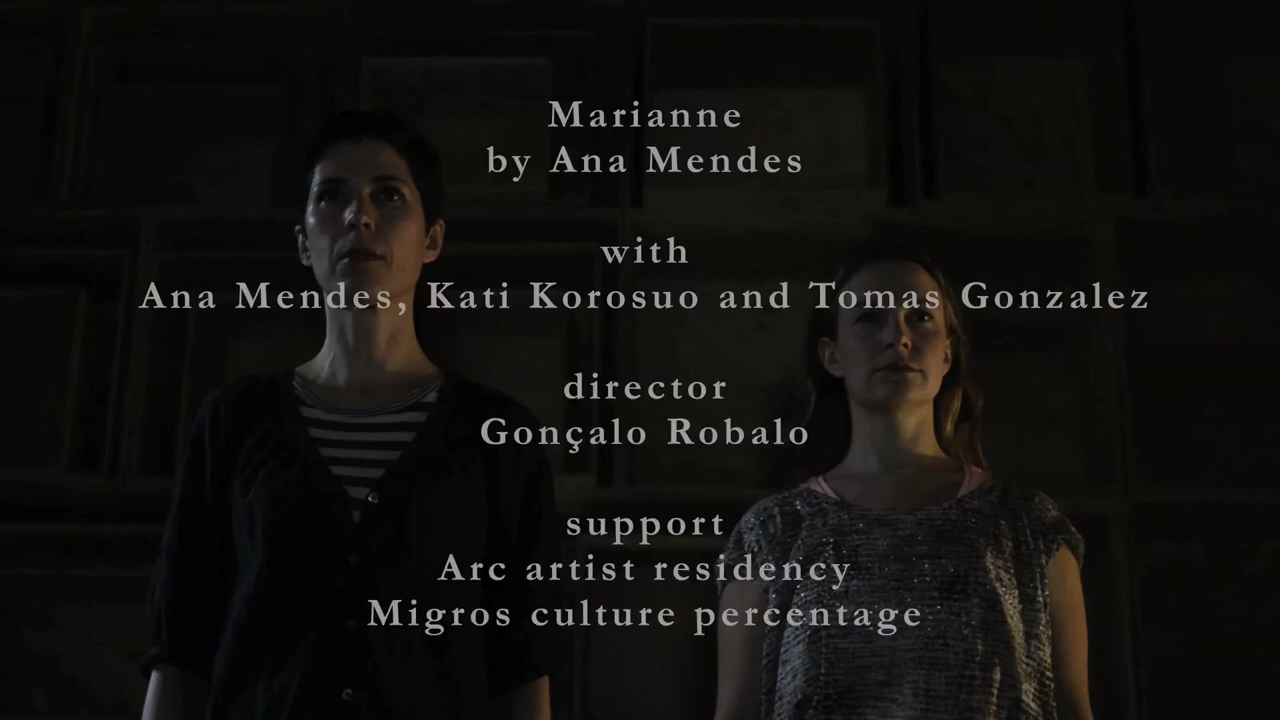 Marianne
by Ana Mendes
with
Ana Mendes, Kati Korosuo and Tomas Gonzalez
director
Gonçalo Robalo
support
Arc artist residency
Migros culture percentage